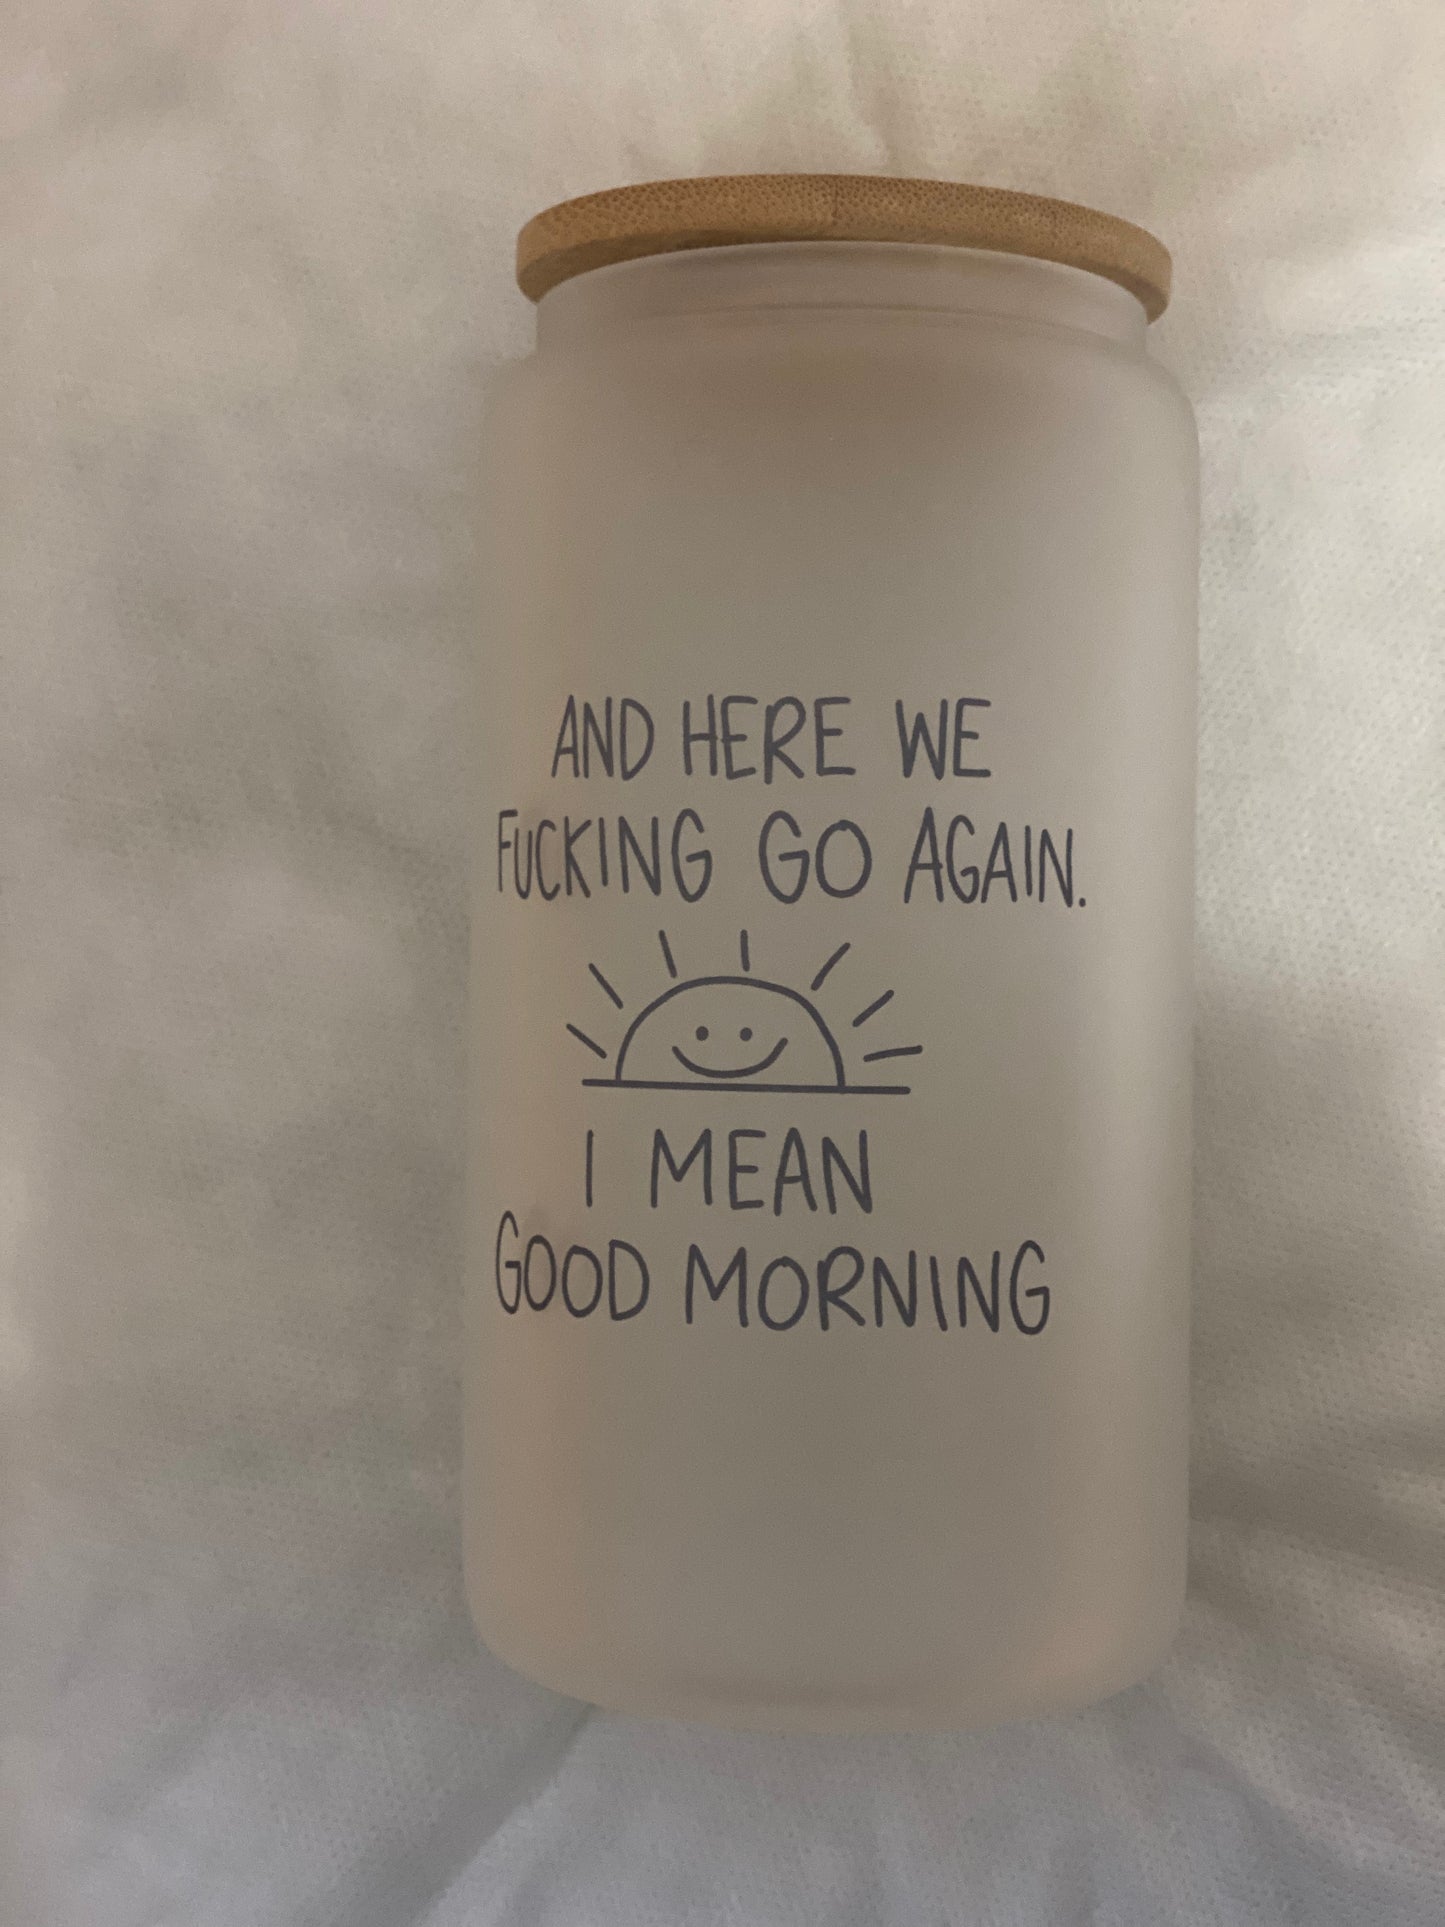 AND HERE WE
FUCKING GO AGAIN.
I MEAN
GOOD MORNING